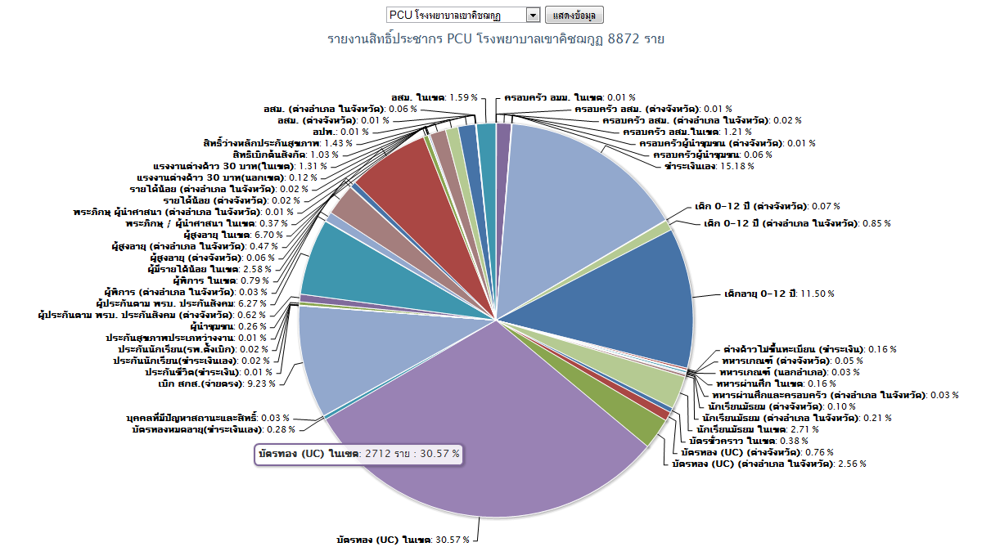 PCU โรงพยาบาลเขาคิชฌกูฏ
แสดงข้อมูล
รายงานสิทธิ์ประชากร PCU โรงพยาบาลเขาคิชฌกูฏ 8872 ราย
อสม. ในเขต: 1.59 %
อสม. (ต่างอำเภอ ในจังหวัด): 0.06 %
อสม. (ต่างจังหวัด): 0.01 %
อปท.: 0.01 %
สิทธิ์ว่างหลักประกันสุขภาพ: 1.43 %
สิทธิเบิกต้นสังกัด: 1.03 %
แรงงานต่างด้าว 30 บาท(ในเขต): 1.31 %
แรงงานต่างด้าว 30 บาท(นอกเขต): 0.12 %
รายได้น้อย (ต่างอำเภอ ในจังหวัด): 0.02 %
รายได้น้อย (ต่างจังหวัด): 0.02 %
พระภิกษุ ผู้นำศาสนา (ต่างอำเภอ ในจังหวัด): 0.01 %
พระภิกษุ / ผู้นำศาสนา ในเขต: 0.37 %
ผู้สูงอายุ ในเขต: 6.70 %
ผู้สูงอายุ (ต่างอำเภอ ในจังหวัด): 0.47 %
ผู้สูงอายุ (ต่างจังหวัด): 0.06 %
ผู้มีรายได้น้อย ในเขต: 2.58 %
ผู้พิการ ในเขต: 0.79 %
ผู้พิการ (ต่างอำเภอ ในจังหวัด): 0.03 %
ผู้ประกันตาม พรบ. ประกันสังคม: 6.27 %
ผู้ประกันตาม พรบ. ประกันสังคม (ต่างจังหวัด): 0.62 %
ผู้นำชุมชน: 0.26 %
ประกันสุขภาพประเภทว่างงาน: 0.01 %
ประกันนักเรียน(รพ.ตั้งเบิก): 0.02 %
ประกันนักเรียน(ชำระเงินเอง): 0.02 %
ประกันชีวิต(ชำระเงิน): 0.01 %
เบิก สกส.(จ่ายตรง): 9.23 %
บุคคลที่มีปัญหาสถานะและสิทธิ์: 0.03 %
บัตรทองหมดอายุ(ชำระเงินเอง): 0.28 %
บัตรทอง (UC) ในเขต: 2712 ราย : 30.57 %
บัตรทอง (UC) ในเขต: 30.57 %
ครอบครัว อมม. ในเขต: 0.01 %
ครอบครัว อสม. (ต่างจังหวัด): 0.01 %
ครอบครัว อสม. (ต่างอำเภอ ในจังหวัด): 0.02 %
ครอบครัว อสม.ในเขต: 1.21 %
ครอบครัวผู้นำชุมชน (ต่างจังหวัด): 0.01 %
ครอบครัวผู้นำชุมชน: 0.06 %
ชำระเงินเอง: 15.18 %
เด็ก 0-12 ปี (ต่างจังหวัด): 0.07 %
เด็ก 0-12 ปี (ต่างอำเภอ ในจังหวัด): 0.85 %
เด็กอายุ 0-12 ปี: 11.50 %
ต่างด้าวไม่ขึ้นทะเบียน (ชำระเงิน): 0.16 %
ทหารเกณฑ์ (ต่างจังหวัด): 0.05 %
ทหารเกณฑ์ (นอกอำเภอ): 0.03 %
ทหารผ่านศึก ในเขต: 0.16 %
ทหารผ่านศึกและครอบครัว (ต่างอำเภอ ในจังหวัด): 0.03 %
นักเรียนมัธยม (ต่างจังหวัด): 0.10 %
นักเรียนมัธยม (ต่างอำเภอ ในจังหวัด): 0.21 %
นักเรียนมัธยม ในเขต: 2.71 %
บัตรชั่วคราว ในเขต: 0.38 %
บัตรทอง (UC) (ต่างจังหวัด): 0.76 %
บัตรทอง (UC) (ต่างอำเภอ ในจังหวัด): 2.56 %